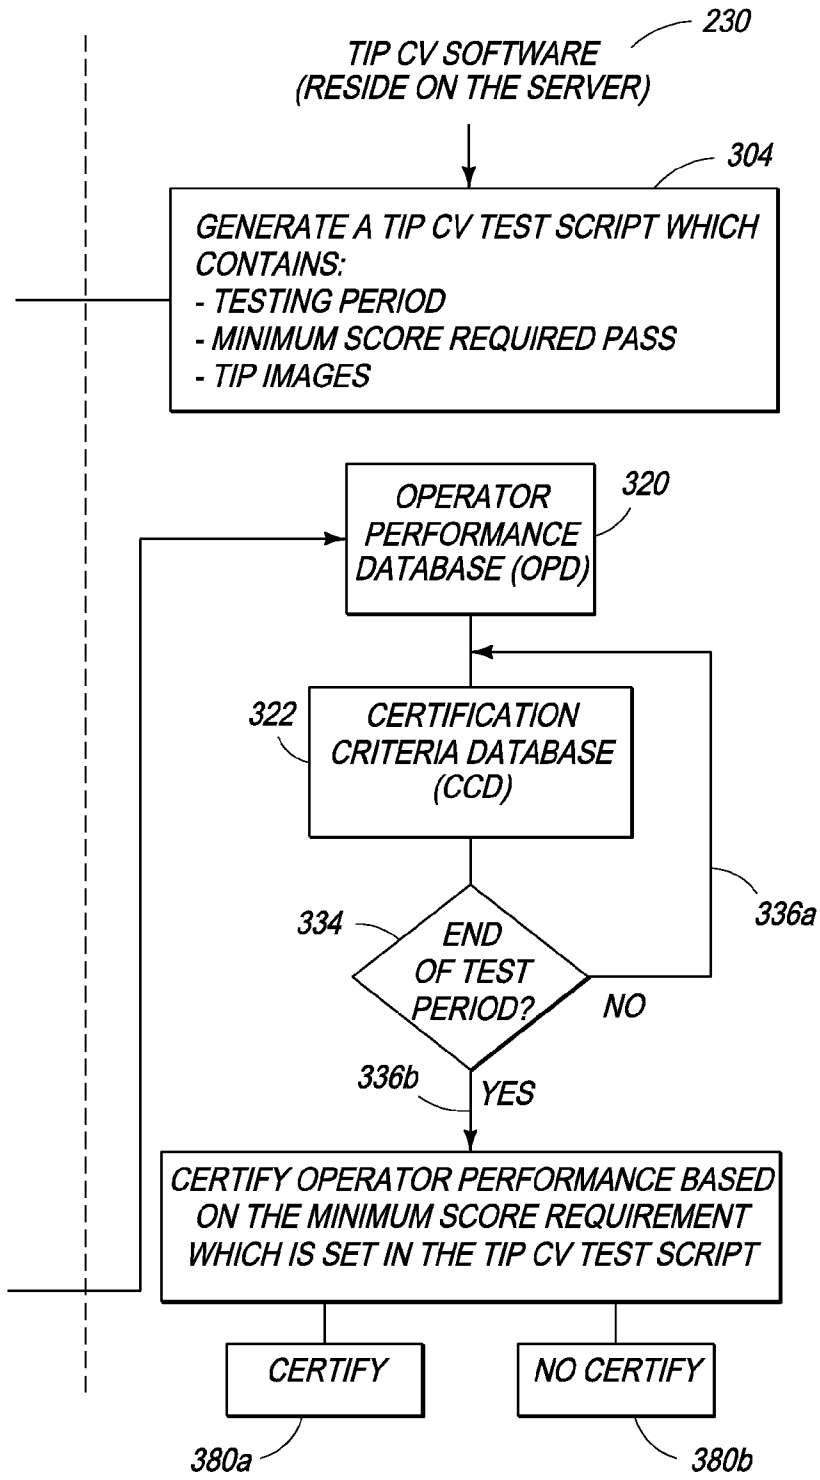 230
TIP CV SOFTWARE
(RESIDE ON THE SERVER)
304
GENERATE A TIP CV TEST SCRIPT WHICH
CONTAINS:
- TESTING PERIOD
- MINIMUM SCORE REQUIRED PASS
- TIP IMAGES
320
OPERATOR
PERFORMANCE
DATABASE (OPD)
322
CERTIFICATION
CRITERIA DATABASE
(CCD)
336a
334
END
OF TEST
PERIOD?
NO
336b
YES
CERTIFY OPERATOR PERFORMANCE BASED
ON THE MINIMUM SCORE REQUIREMENT
WHICH IS SET IN THE TIP CV TEST SCRIPT
CERTIFY
NO CERTIFY
380a
380b